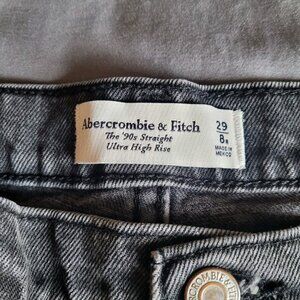 Abercrombie & Fitch
The '90s Straight
Ultra High Rise
29
8R
MADE IN
MEXICO